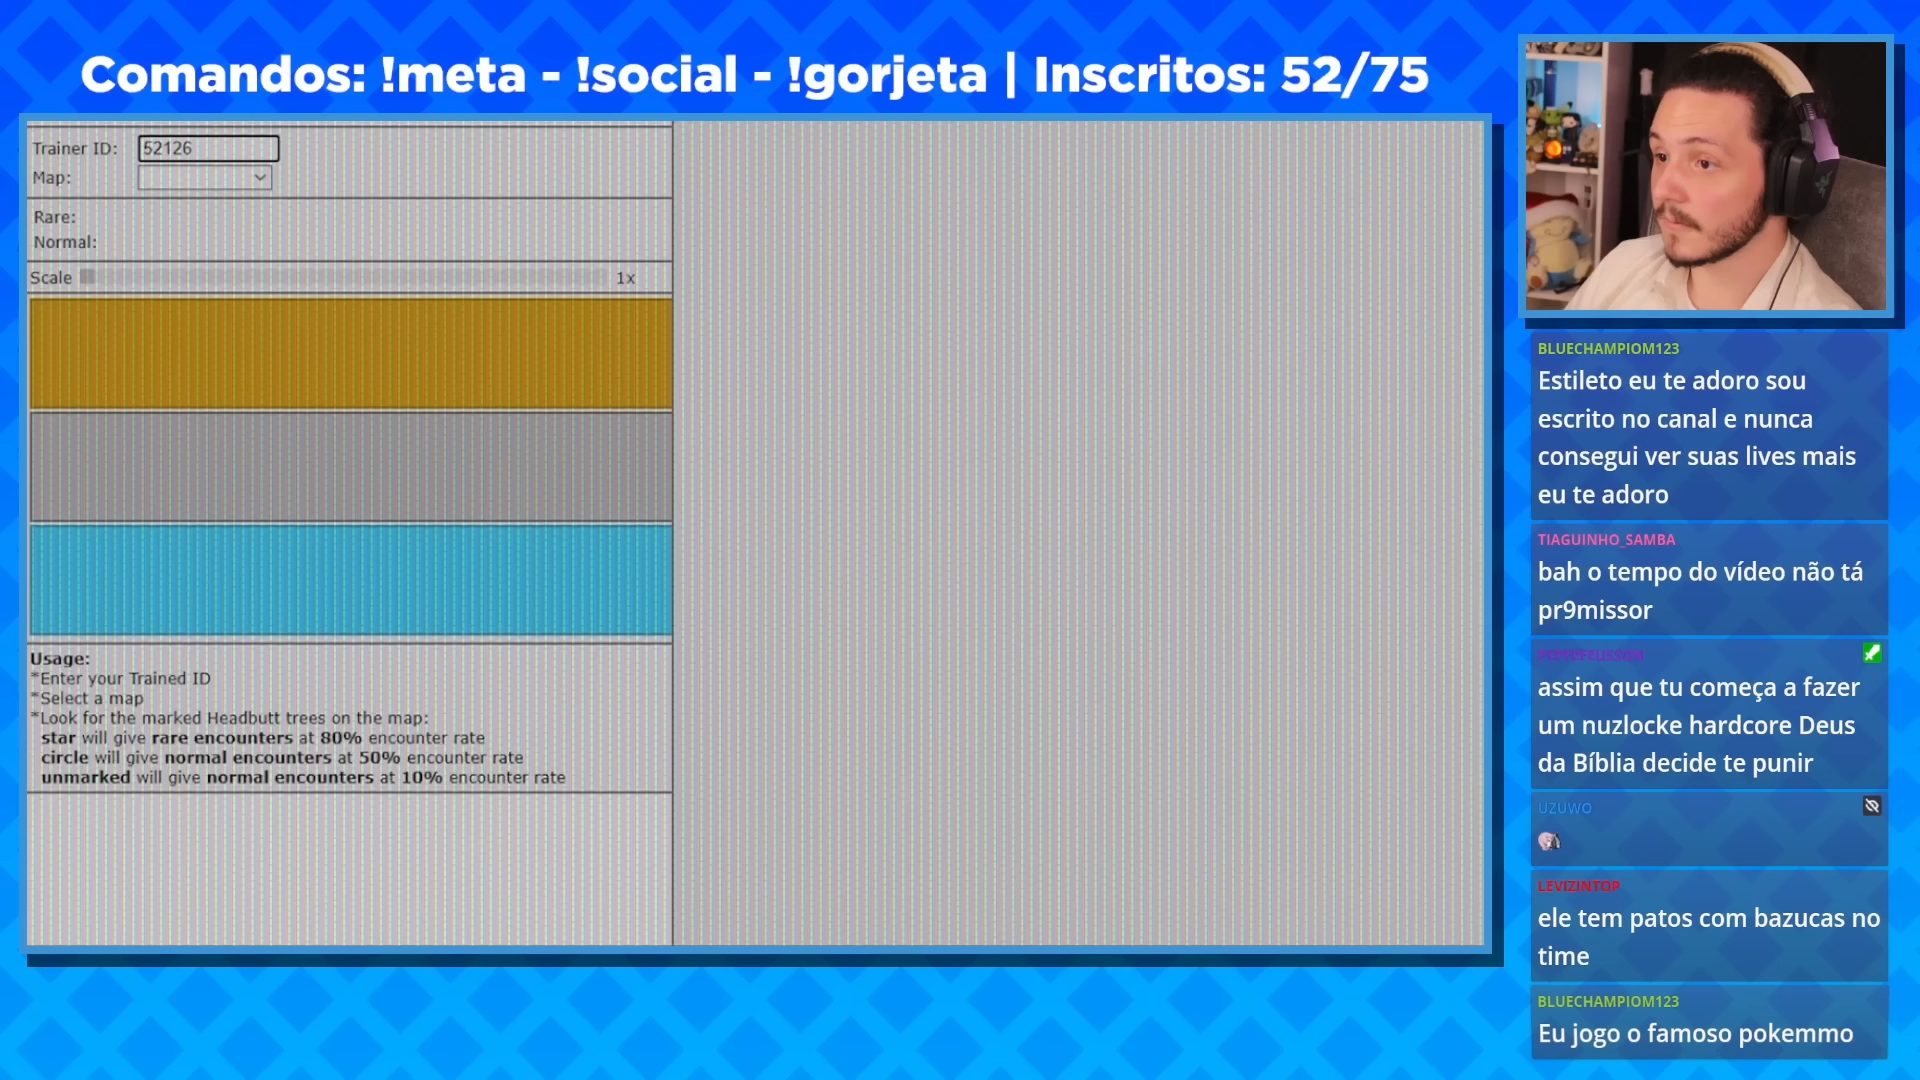 Comandos: !meta - !social - !gorjeta | Inscritos: 52/75
Trainer ID: 52126
Map:
Rare:
Normal:
Scale 1x
Usage:
*Enter your Trained ID
*Select a map
*Look for the marked Headbutt trees on the map:
star will give rare encounters at 80% encounter rate
circle will give normal encounters at 50% encounter rate
unmarked will give normal encounters at 10% encounter rate
BLUECHAMPIOM123
Estileto eu te adoro sou
escrito no canal e nunca
consegui ver suas lives mais
eu te adoro
TIAGUINHO_SAMBA
bah o tempo do vídeo não tá
pr9missor
assim que tu começa a fazer
um nuzlocke hardcore Deus
da Bíblia decide te punir
UZUWO
LEVIZINTOP
ele tem patos com bazucas no
time
BLUECHAMPIOM123
Eu jogo o famoso pokemmo